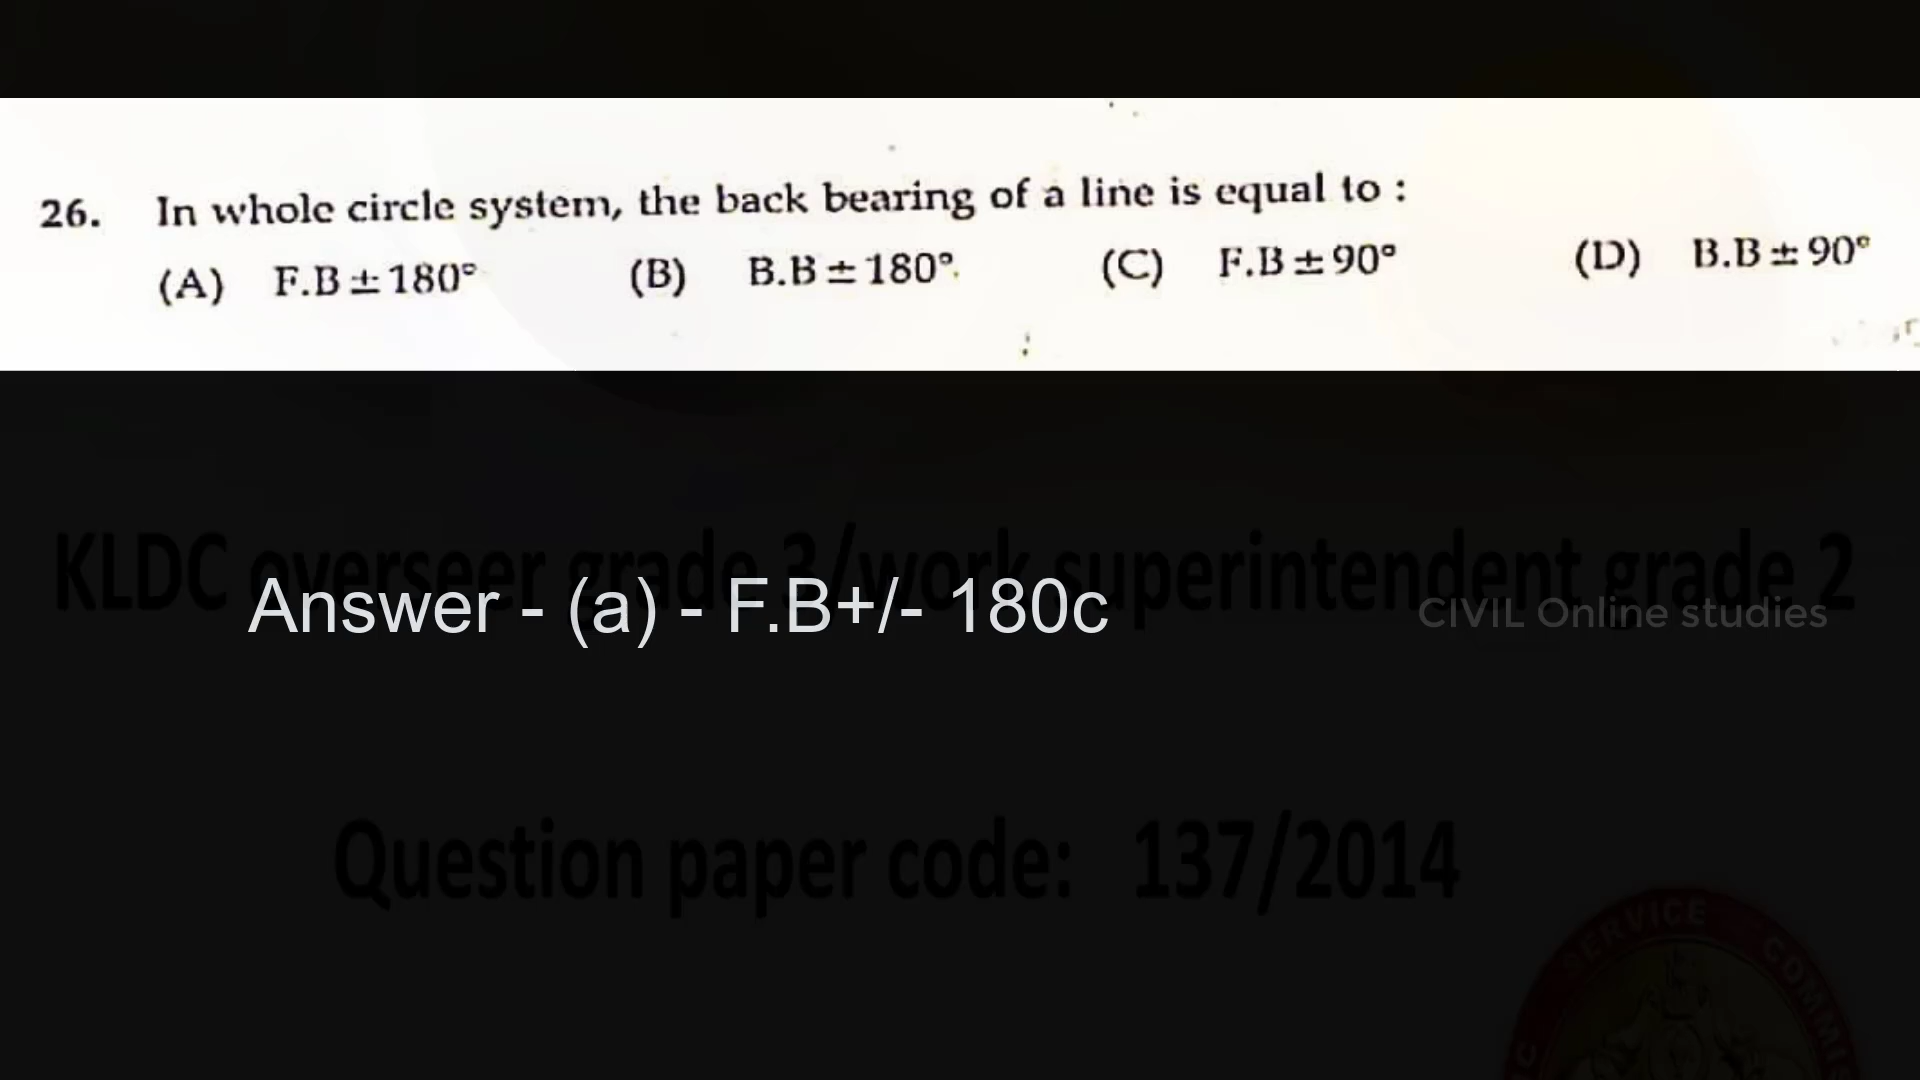 26. In whole circle system, the back bearing of a line is equal to :
(A) F.B ± 180° (B) B.B ± 180° (C) F.B ± 90° (D) B.B ± 90°
KLDC overseer grade 3/work superintendent grade 2
Answer - (a) - F.B+/- 180c
CIVIL Online studies
Question paper code: 137/2014
SERVICE COMMIS